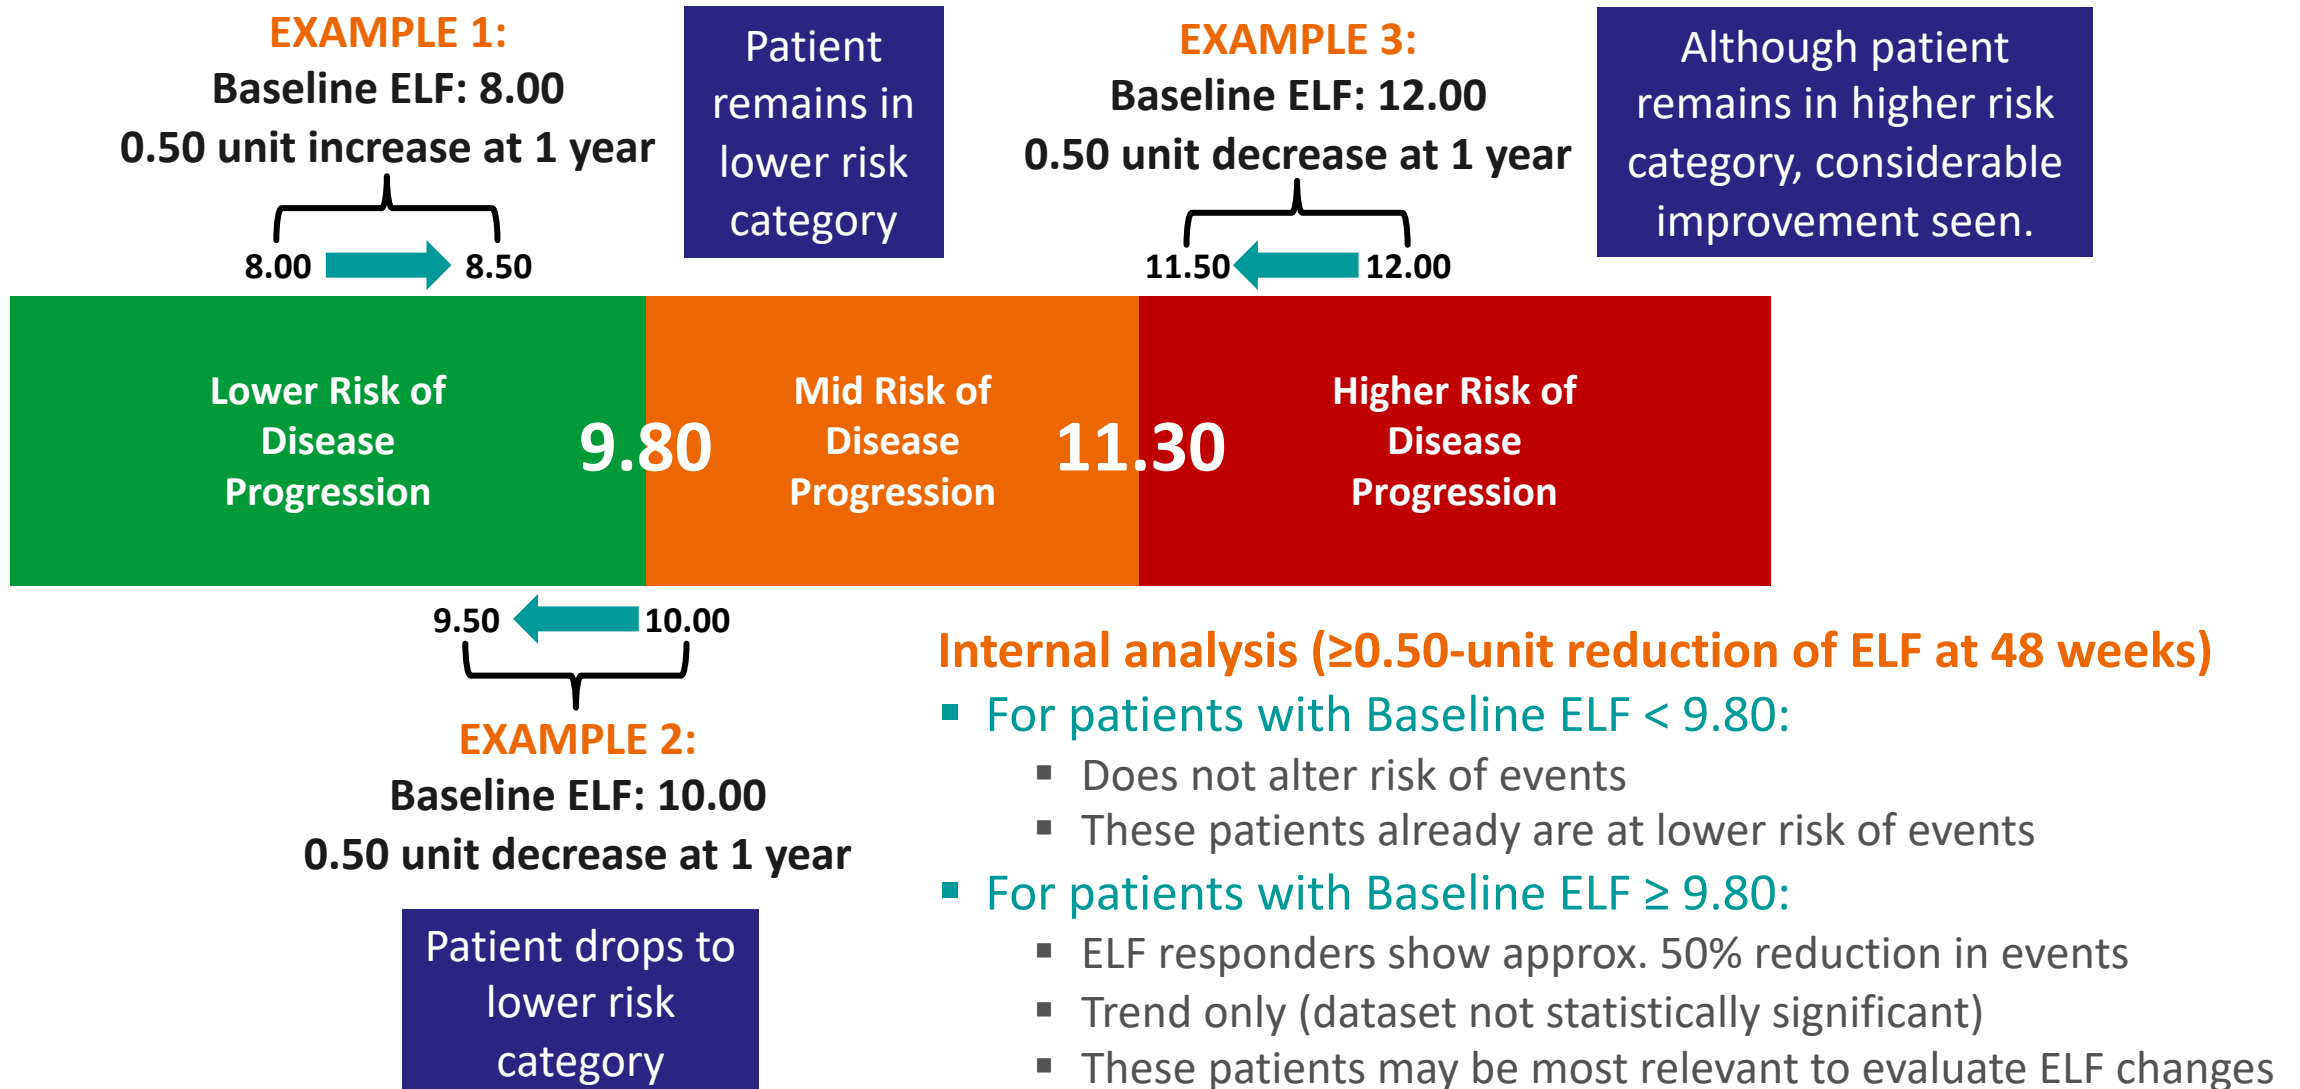 EXAMPLE 1:
Baseline ELF: 8.00
0.50 unit increase at 1 year
8.00
8.50
Patient
remains in
lower risk
category
EXAMPLE 3:
Baseline ELF: 12.00
0.50 unit decrease at 1 year
11.50
12.00
Although patient
remains in higher risk
category, considerable
improvement seen.
Lower Risk of
Disease
Progression
9.80
Mid Risk of
Disease
Progression
11.30
Higher Risk of
Disease
Progression
9.50
10.00
EXAMPLE 2:
Baseline ELF: 10.00
0.50 unit decrease at 1 year
Patient drops to
lower risk
category
Internal analysis (≥0.50-unit reduction of ELF at 48 weeks)
▪ For patients with Baseline ELF < 9.80:
▪ Does not alter risk of events
▪ These patients already are at lower risk of events
▪ For patients with Baseline ELF ≥ 9.80:
▪ ELF responders show approx. 50% reduction in events
▪ Trend only (dataset not statistically significant)
▪ These patients may be most relevant to evaluate ELF changes